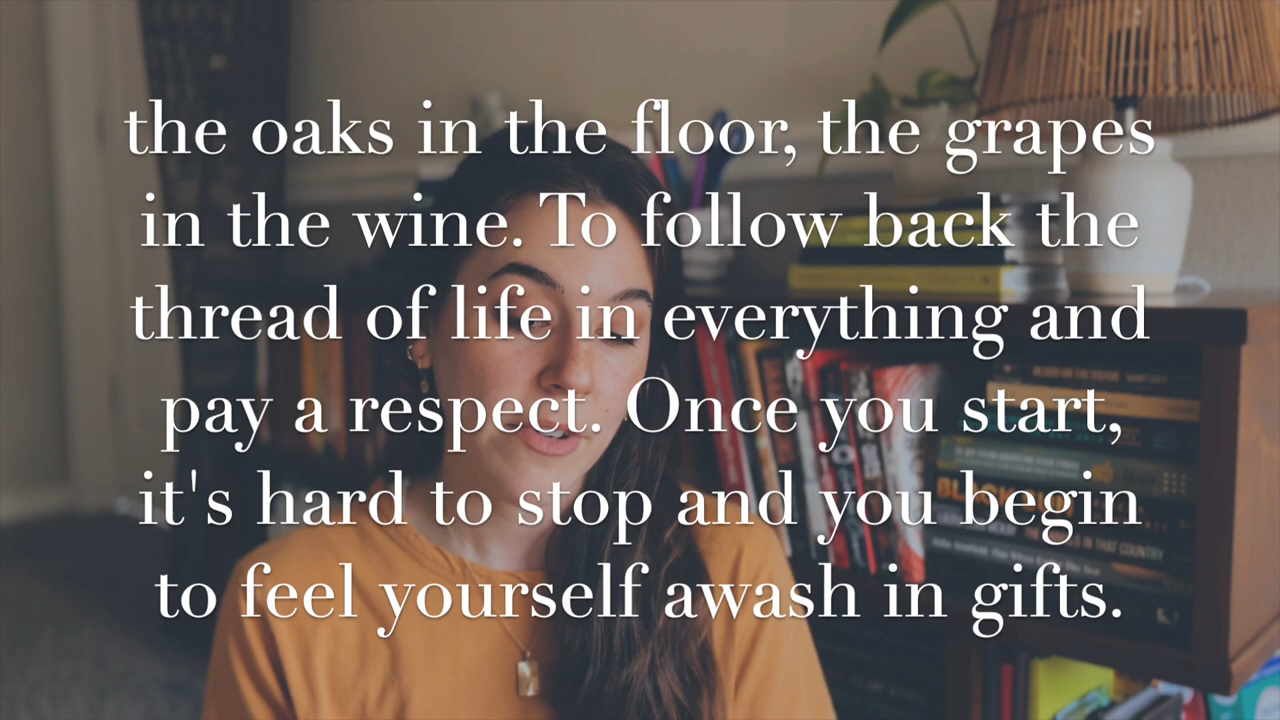 the oaks in the floor, the grapes
in the wine. To follow back the
thread of life in everything and
pay a respect. Once you start,
it's hard to stop and you begin
to feel yourself awash in gifts.